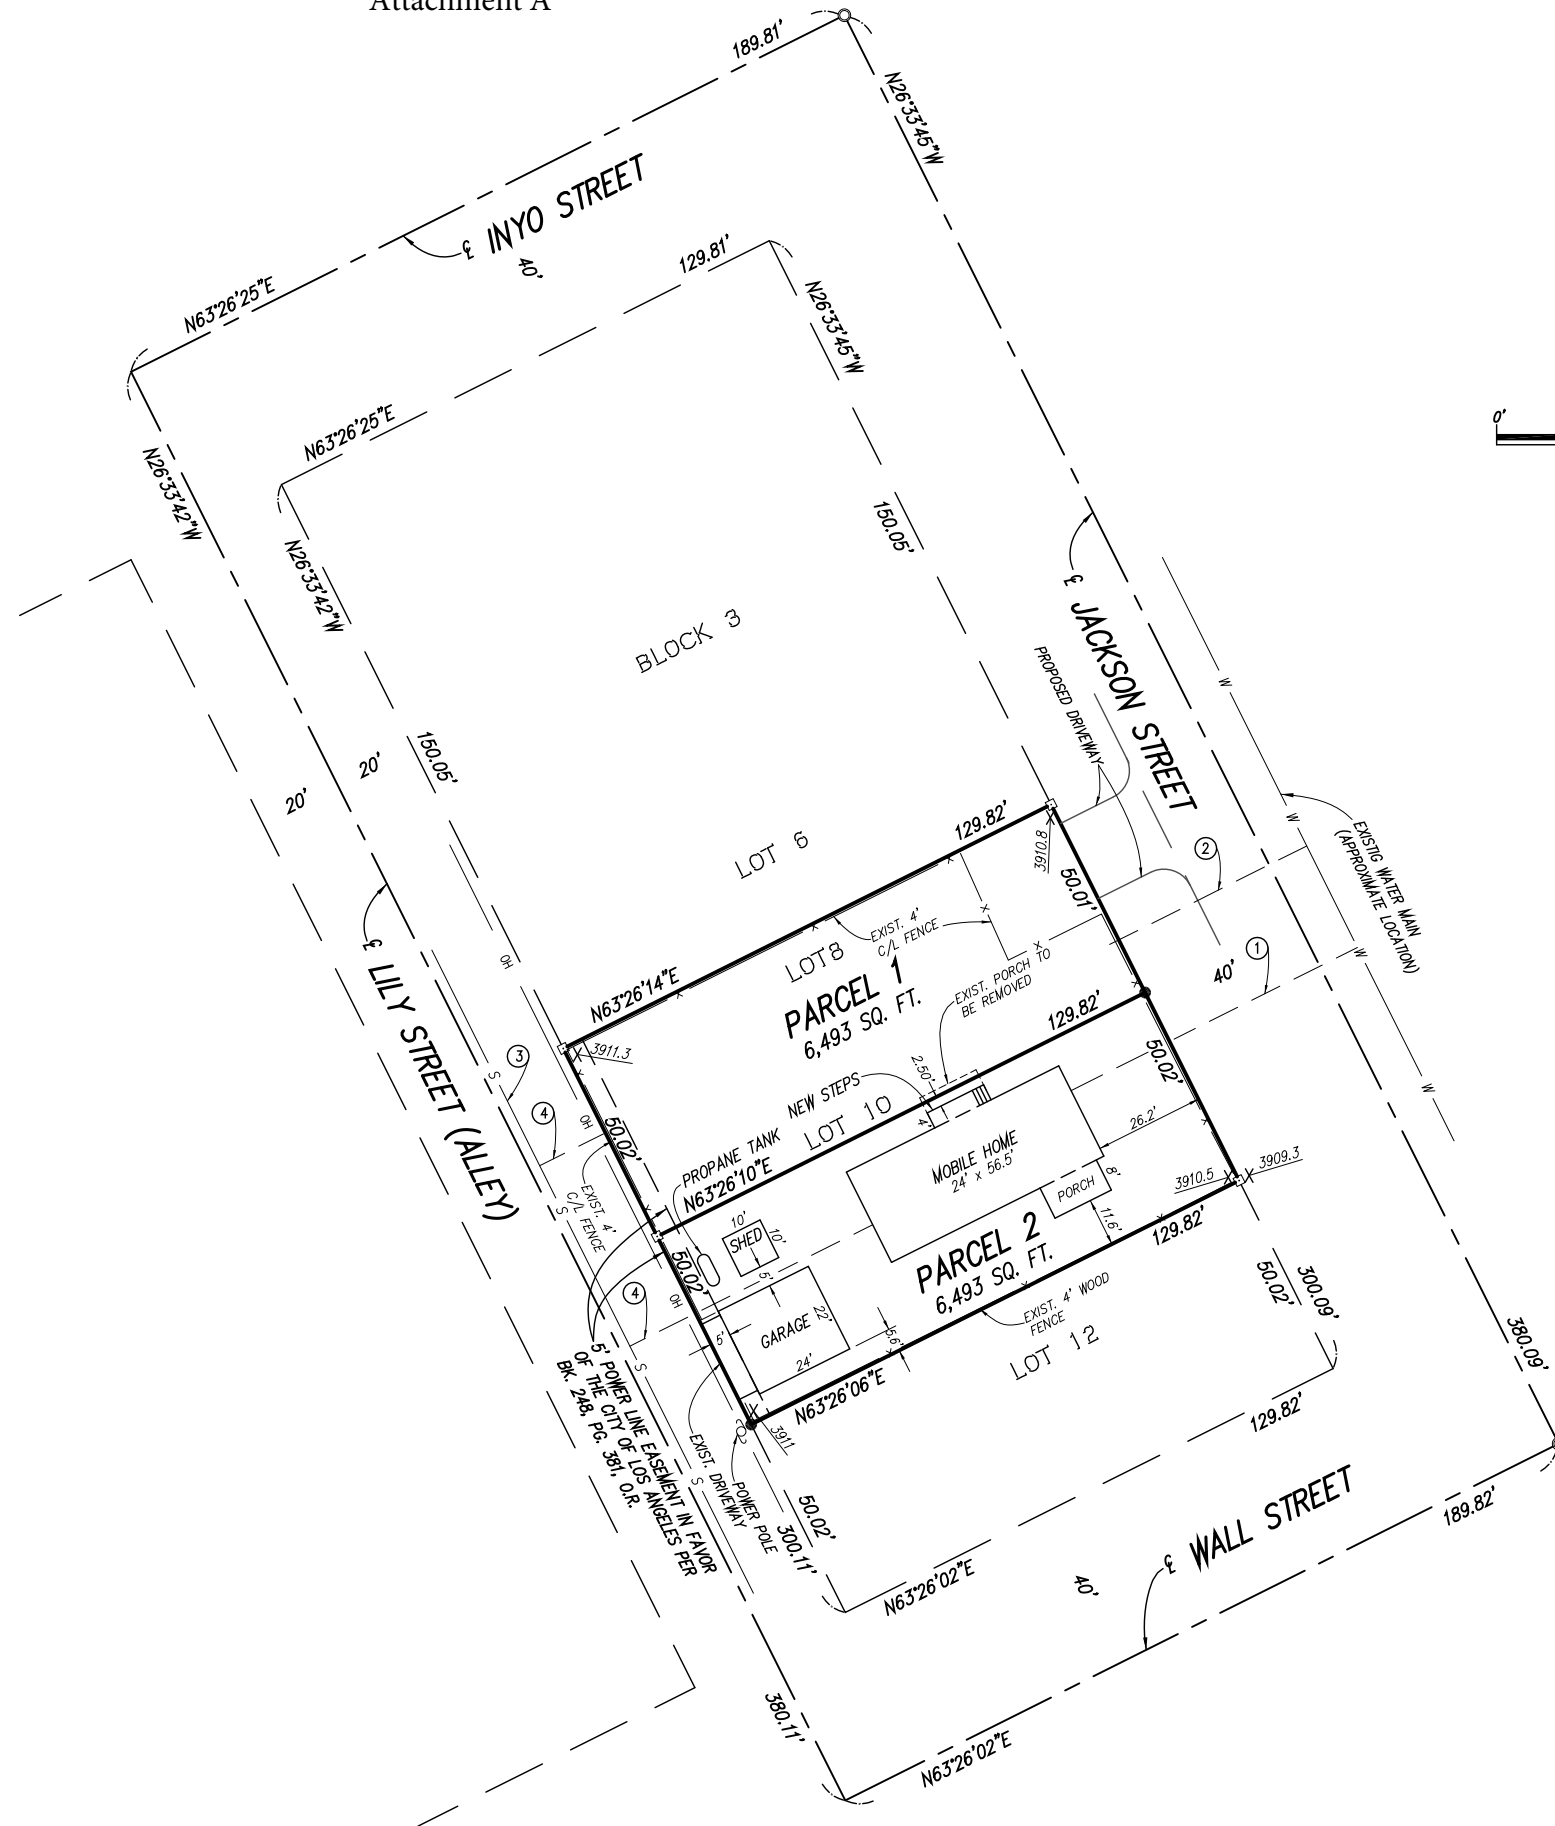 Attachment A
189.81'
N26°33'45"W
℄ INYO STREET
40'
N63°26'25"E
129.81'
N26°33'45"W
N63°26'25"E
N26°33'42"W
N26°33'42"W
0'
150.05'
℄ JACKSON STREET
BLOCK 3
PROPOSED DRIVEWAY
W
150.05'
20'
20'
W
EXISTIG WATER MAIN
(APPROXIMATE LOCATION)
129.82'
LOT 6
3910.8
2
50.01'
EXIST. 4'
C/L FENCE
X
X
X
X
X
X
X
LOT8
PARCEL 1
6,493 SQ. FT.
N63°26'14"E
EXIST. PORCH TO
BE REMOVED
129.82'
1
40'
W
℄ LILY STREET (ALLEY)
OH
3911.3
3
S
4
OH
50.02'
2.50'
NEW STEPS
4'
LOT 10
50.02'
W
PROPANE TANK
N63°26'10"E
MOBILE HOME
24' x 56.5'
26.2'
PORCH
8'
11.6'
3910.5
3909.3
X
X
EXIST. 4'
C/L FENCE
S
X
X
10'
SHED
10'
5'
50.02'
OH
4
PARCEL 2
6,493 SQ. FT.
129.82'
X
X
X
GARAGE
22'
24'
5'
5.6'
EXIST. 4' WOOD
FENCE
LOT 12
50.02'
300.09'
380.09'
S
5' POWER LINE EASEMENT IN FAVOR
OF THE CITY OF LOS ANGELES PER
BK. 248, PG. 381, O.R.
N63°26'06"E
X
3911
EXIST. DRIVEWAY
POWER POLE
S
129.82'
50.02'
300.11'
℄ WALL STREET
40'
189.82'
N63°26'02"E
380.11'
N63°26'02"E